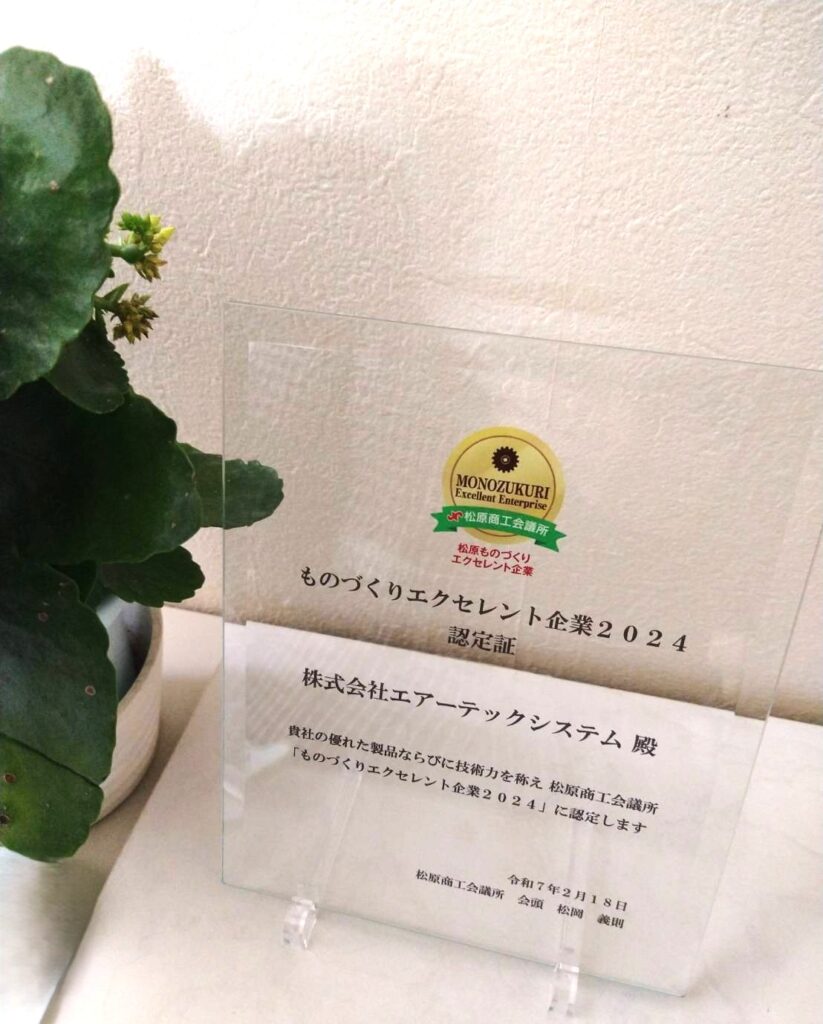 MONOZUKURI
Excellent Enterprise
松原商工会議所
松原ものづくり
エクセレント企業
ものづくりエクセレント企業２０２４
認定証
株式会社エアーテックシステム 殿
貴社の優れた製品ならびに技術力を称え 松原商工会議所
「ものづくりエクセレント企業２０２４」に認定します
令和７年２月１８日
松原商工会議所　会頭　松岡　義則